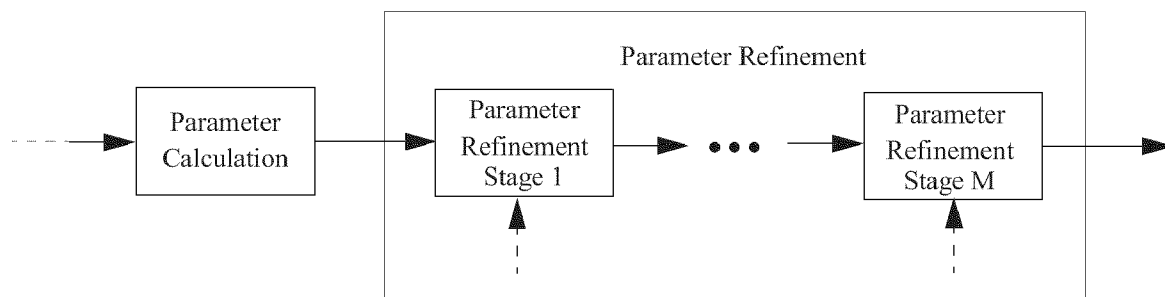 Parameter Refinement
Parameter
Calculation
Parameter
Refinement
Stage 1
Parameter
Refinement
Stage M